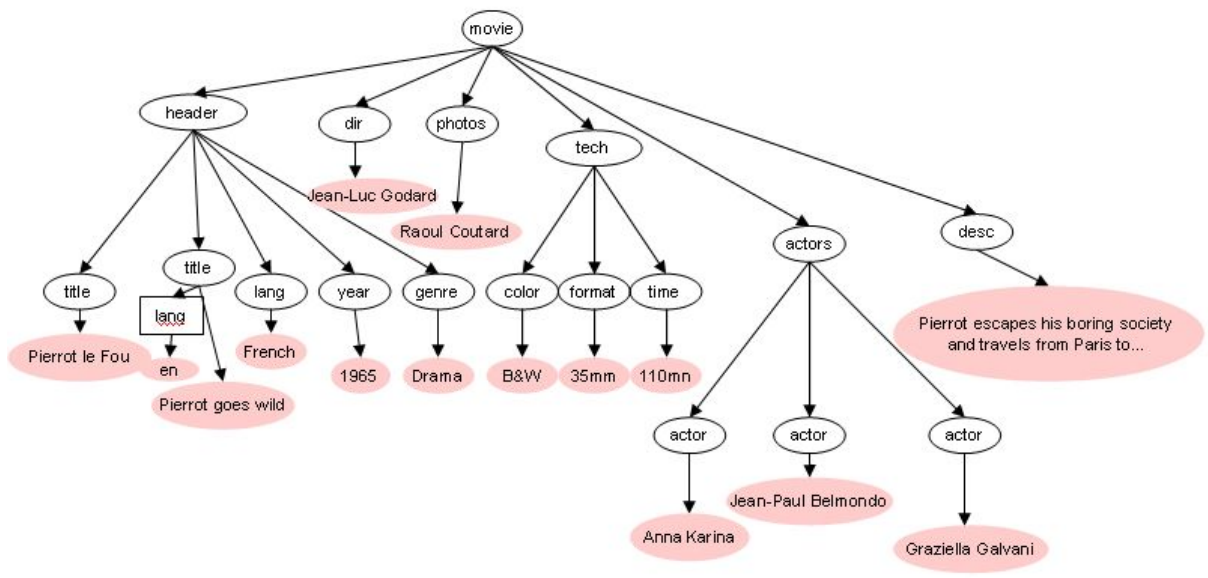 movie
header
dir
photos
tech
Jean-Luc Godard
Raoul Coutard
actors
desc
title
title
lang
year
genre
color
format
time
lang
Pierrot le Fou
en
French
Pierrot goes wild
1965
Drama
B&W
35mm
110mn
Pierrot escapes his boring society
and travels from Paris to...
actor
actor
actor
Jean-Paul Belmondo
Anna Karina
Graziella Galvani